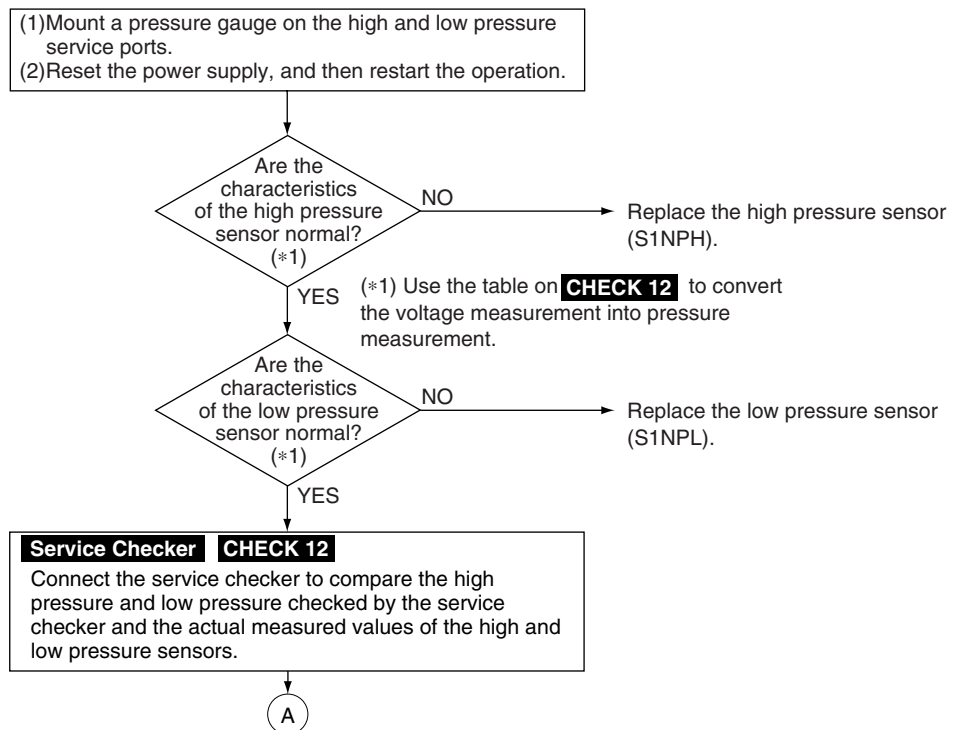 (1)Mount a pressure gauge on the high and low pressure
service ports.
(2)Reset the power supply, and then restart the operation.
Are the
characteristics
of the high pressure
sensor normal?
(*1)
NO
Replace the high pressure sensor
(S1NPH).
YES
(*1) Use the table on CHECK 12 to convert
the voltage measurement into pressure
measurement.
Are the
characteristics
of the low pressure
sensor normal?
(*1)
NO
Replace the low pressure sensor
(S1NPL).
YES
Service Checker CHECK 12
Connect the service checker to compare the high
pressure and low pressure checked by the service
checker and the actual measured values of the high and
low pressure sensors.
A